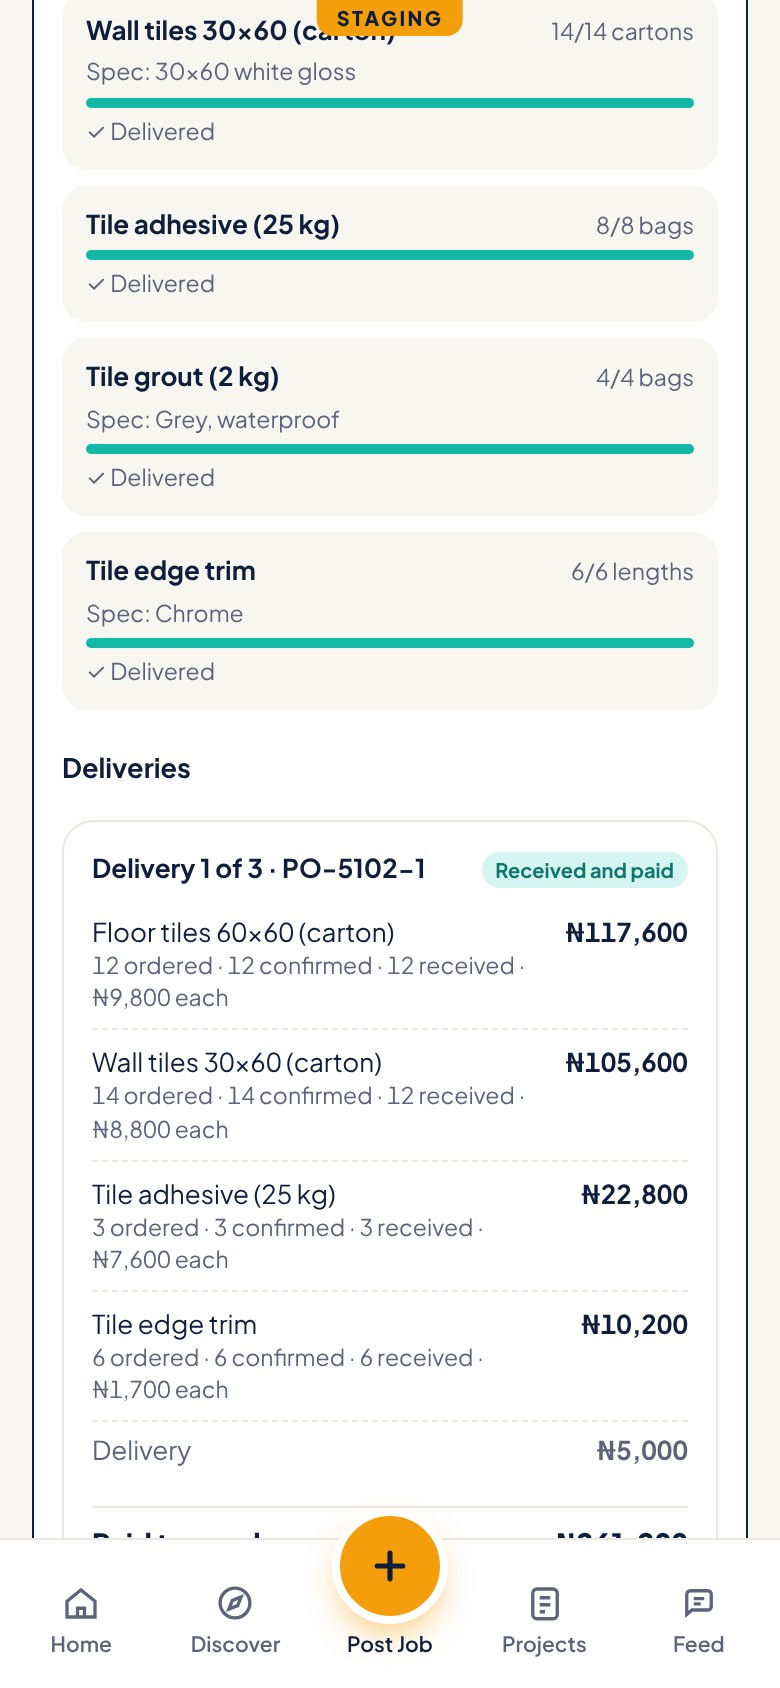 STAGING
Wall tiles 30×60 (carton)
14/14 cartons
Spec: 30×60 white gloss
✓ Delivered
Tile adhesive (25 kg)
8/8 bags
✓ Delivered
Tile grout (2 kg)
4/4 bags
Spec: Grey, waterproof
✓ Delivered
Tile edge trim
6/6 lengths
Spec: Chrome
✓ Delivered
Deliveries
Delivery 1 of 3 · PO-5102-1
Received and paid
Floor tiles 60×60 (carton)
₦117,600
12 ordered · 12 confirmed · 12 received ·
₦9,800 each
Wall tiles 30×60 (carton)
₦105,600
14 ordered · 14 confirmed · 12 received ·
₦8,800 each
Tile adhesive (25 kg)
₦22,800
3 ordered · 3 confirmed · 3 received ·
₦7,600 each
Tile edge trim
₦10,200
6 ordered · 6 confirmed · 6 received ·
₦1,700 each
Delivery
₦5,000
Home
Discover
Post Job
Projects
Feed